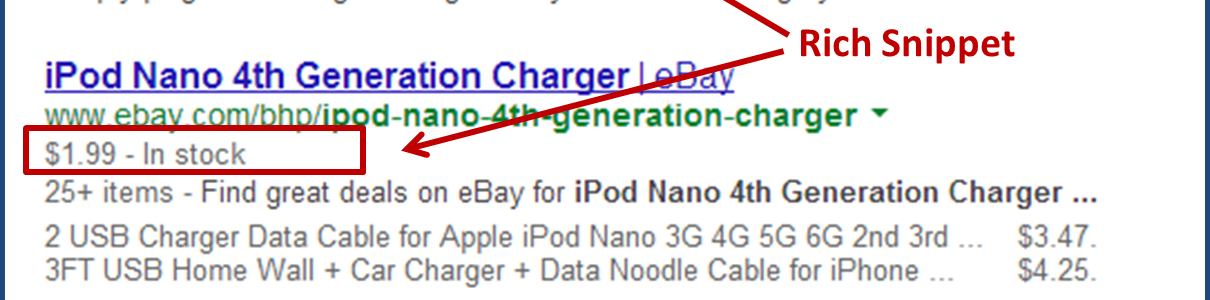 Rich Snippet
iPod Nano 4th Generation Charger | eBay
www.ebay.com/bhp/ipod-nano-4th-generation-charger
$1.99 - In stock
25+ items - Find great deals on eBay for iPod Nano 4th Generation Charger ...
2 USB Charger Data Cable for Apple iPod Nano 3G 4G 5G 6G 2nd 3rd ... $3.47.
3FT USB Home Wall + Car Charger + Data Noodle Cable for iPhone ... $4.25.